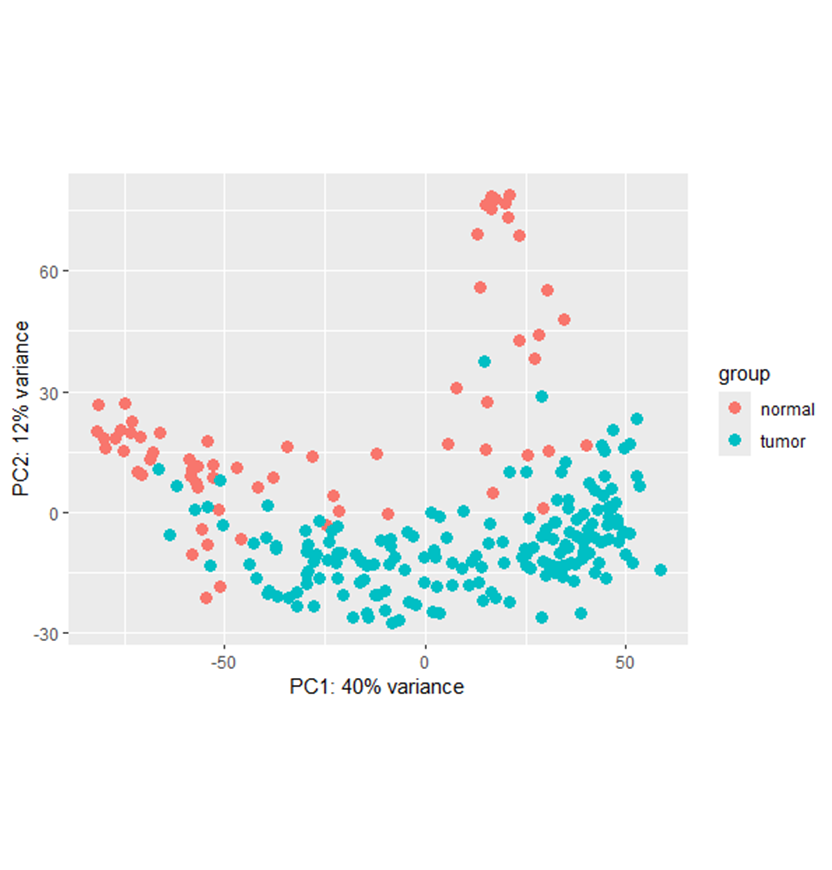 60
30
0
-30
-50
0
50
PC1: 40% variance
PC2: 12% variance
group
normal
tumor